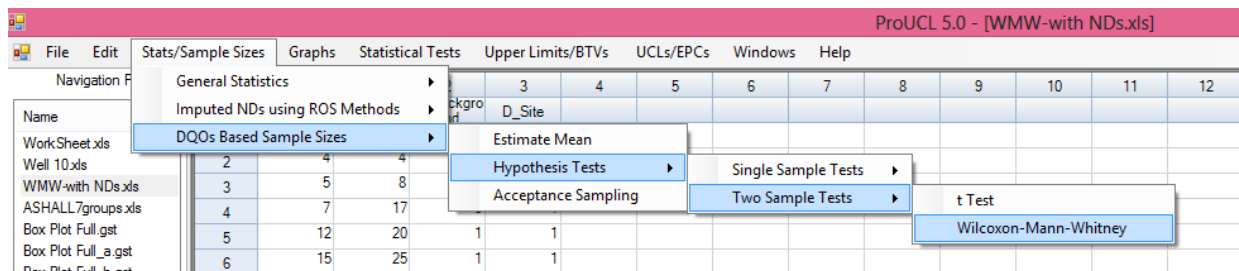 ProUCL 5.0 - [WMW-with NDs.xls]
File Edit Stats/Sample Sizes Graphs Statistical Tests Upper Limits/BTVs UCLs/EPCs Windows Help
Navigation P
General Statistics
Imputed NDs using ROS Methods
DQOs Based Sample Sizes
Estimate Mean
Hypothesis Tests
Acceptance Sampling
Single Sample Tests
Two Sample Tests
t Test
Wilcoxon-Mann-Whitney
3 4 5 6 7 8 9 10 11 12
ckgro D_Site
Name
WorkSheet.xls
Well 10.xls
WMW-with NDs.xls
ASHALL7groups.xls
Box Plot Full.gst
Box Plot Full_a.gst
2 4 4
3 5 8
4 7 17
5 12 20 1 1
6 15 25 1 1